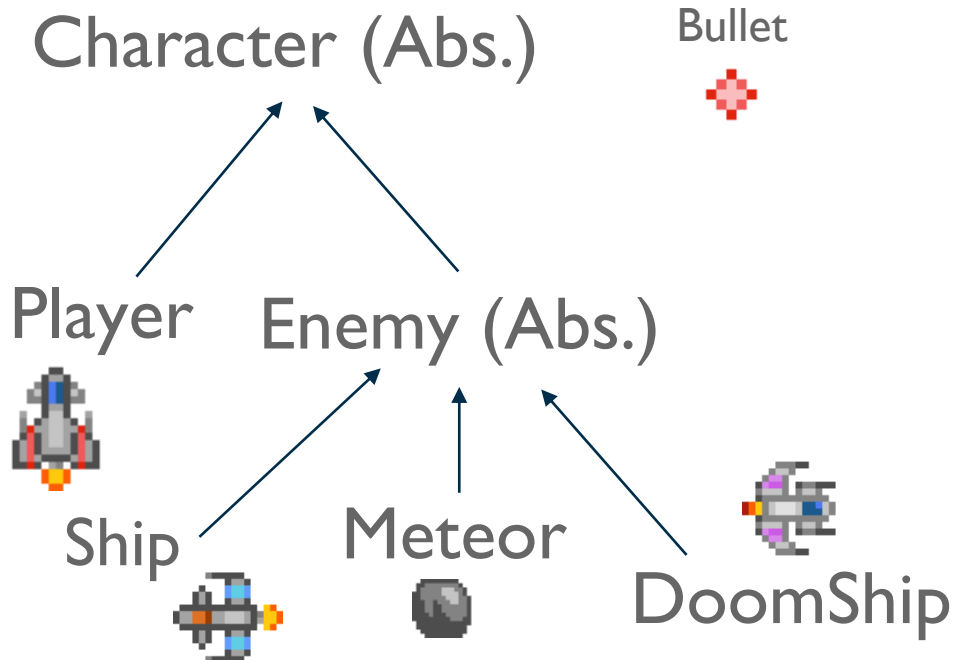 Character (Abs.)
Bullet
Player
Enemy (Abs.)
Ship
Meteor
DoomShip